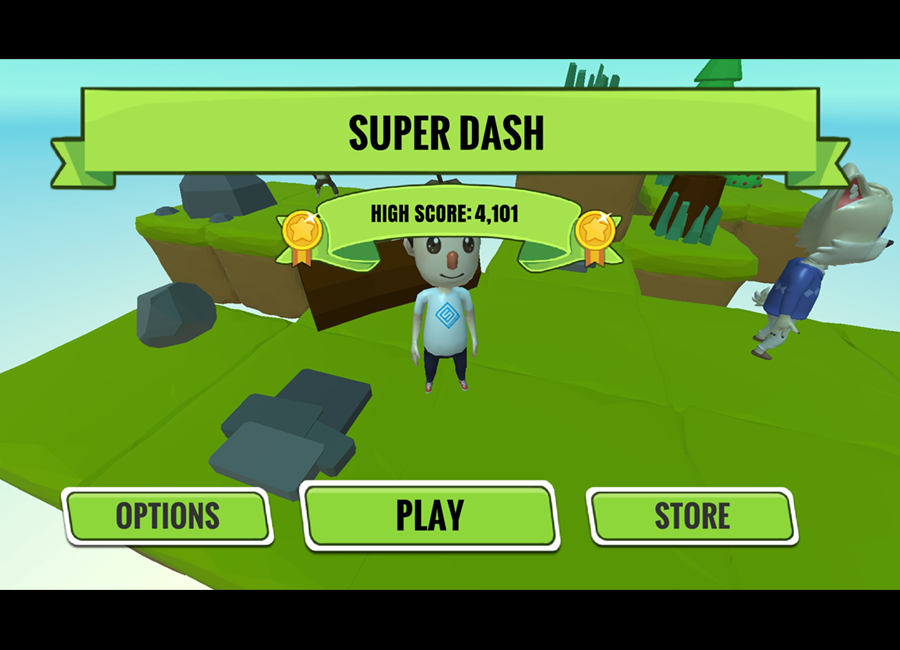 SUPER DASH
HIGH SCORE: 4,101
OPTIONS
PLAY
STORE